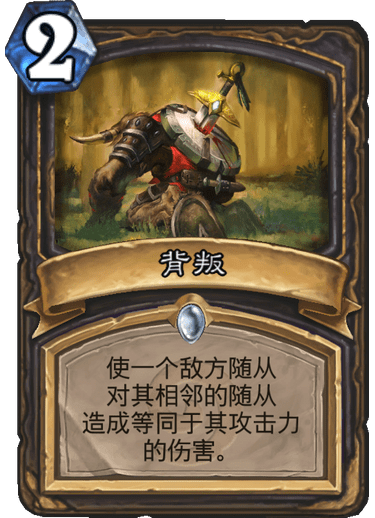 2
背叛
使一个敌方随从
对其相邻的随从
造成等同于其攻击力
的伤害。